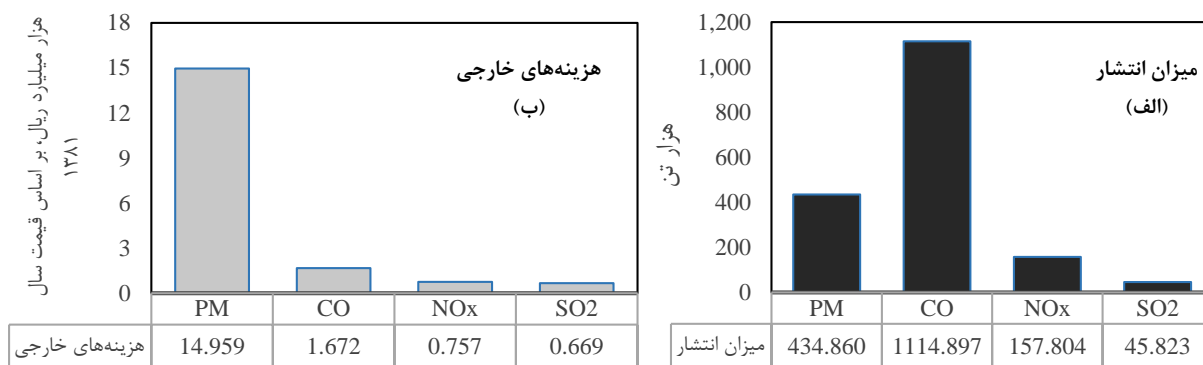 میزان انتشار
(الف)
هزار تن
1,200
1,000
800
600
400
200
0
PM CO NOx SO2
میزان انتشار 434.860 1114.897 157.804 45.823
هزینه‌های خارجی
(ب)
هزار میلیارد ریال، بر اساس قیمت سال
۱۳۸۱
18
15
12
9
6
3
0
PM CO NOx SO2
هزینه‌های خارجی 14.959 1.672 0.757 0.669